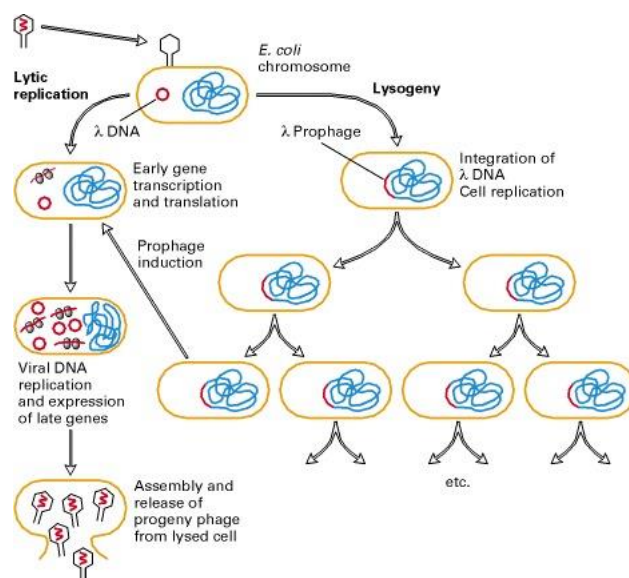 E. coli
chromosome
Lytic
replication
Lysogeny
λ DNA
λ Prophage
Integration of
λ DNA
Cell replication
Early gene
transcription
and translation
Prophage
induction
Viral DNA
replication
and expression
of late genes
etc.
Assembly and
release of
progeny phage
from lysed cell